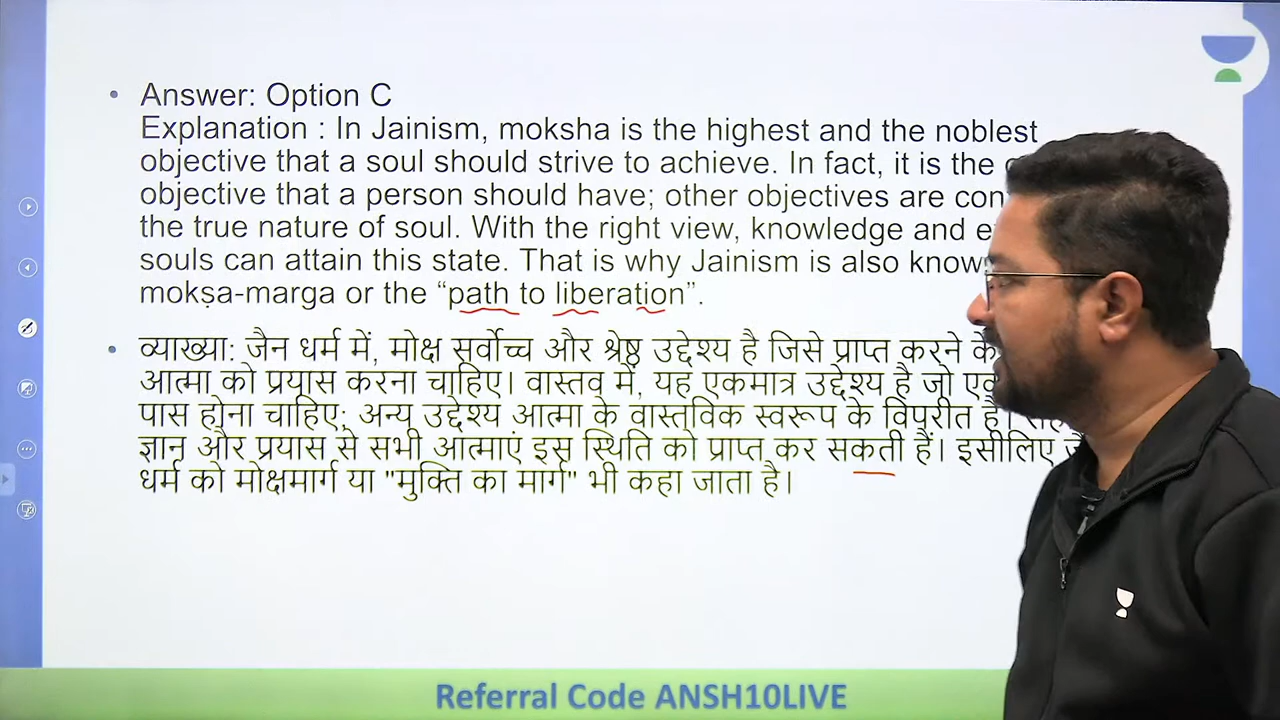 • Answer: Option C
Explanation : In Jainism, moksha is the highest and the noblest
objective that a soul should strive to achieve. In fact, it is the
objective that a person should have; other objectives are
the true nature of soul. With the right view, knowledge and
souls can attain this state. That is why Jainism is also
mokṣa-marga or the “path to liberation”.
• व्याख्या: जैन धर्म में, मोक्ष सर्वोच्च और श्रेष्ठ उद्देश्य है जिसे प्राप्त करने के
आत्मा को प्रयास करना चाहिए। वास्तव में, यह एकमात्र उद्देश्य है जो
पास होना चाहिए; अन्य उद्देश्य आत्मा के वास्तविक स्वरूप के विपरीत
ज्ञान और प्रयास से सभी आत्माएं इस स्थिति को प्राप्त कर सकती हैं। इसीलिए
धर्म को मोक्षमार्ग या "मुक्ति का मार्ग" भी कहा जाता है।
Referral Code ANSH10LIVE